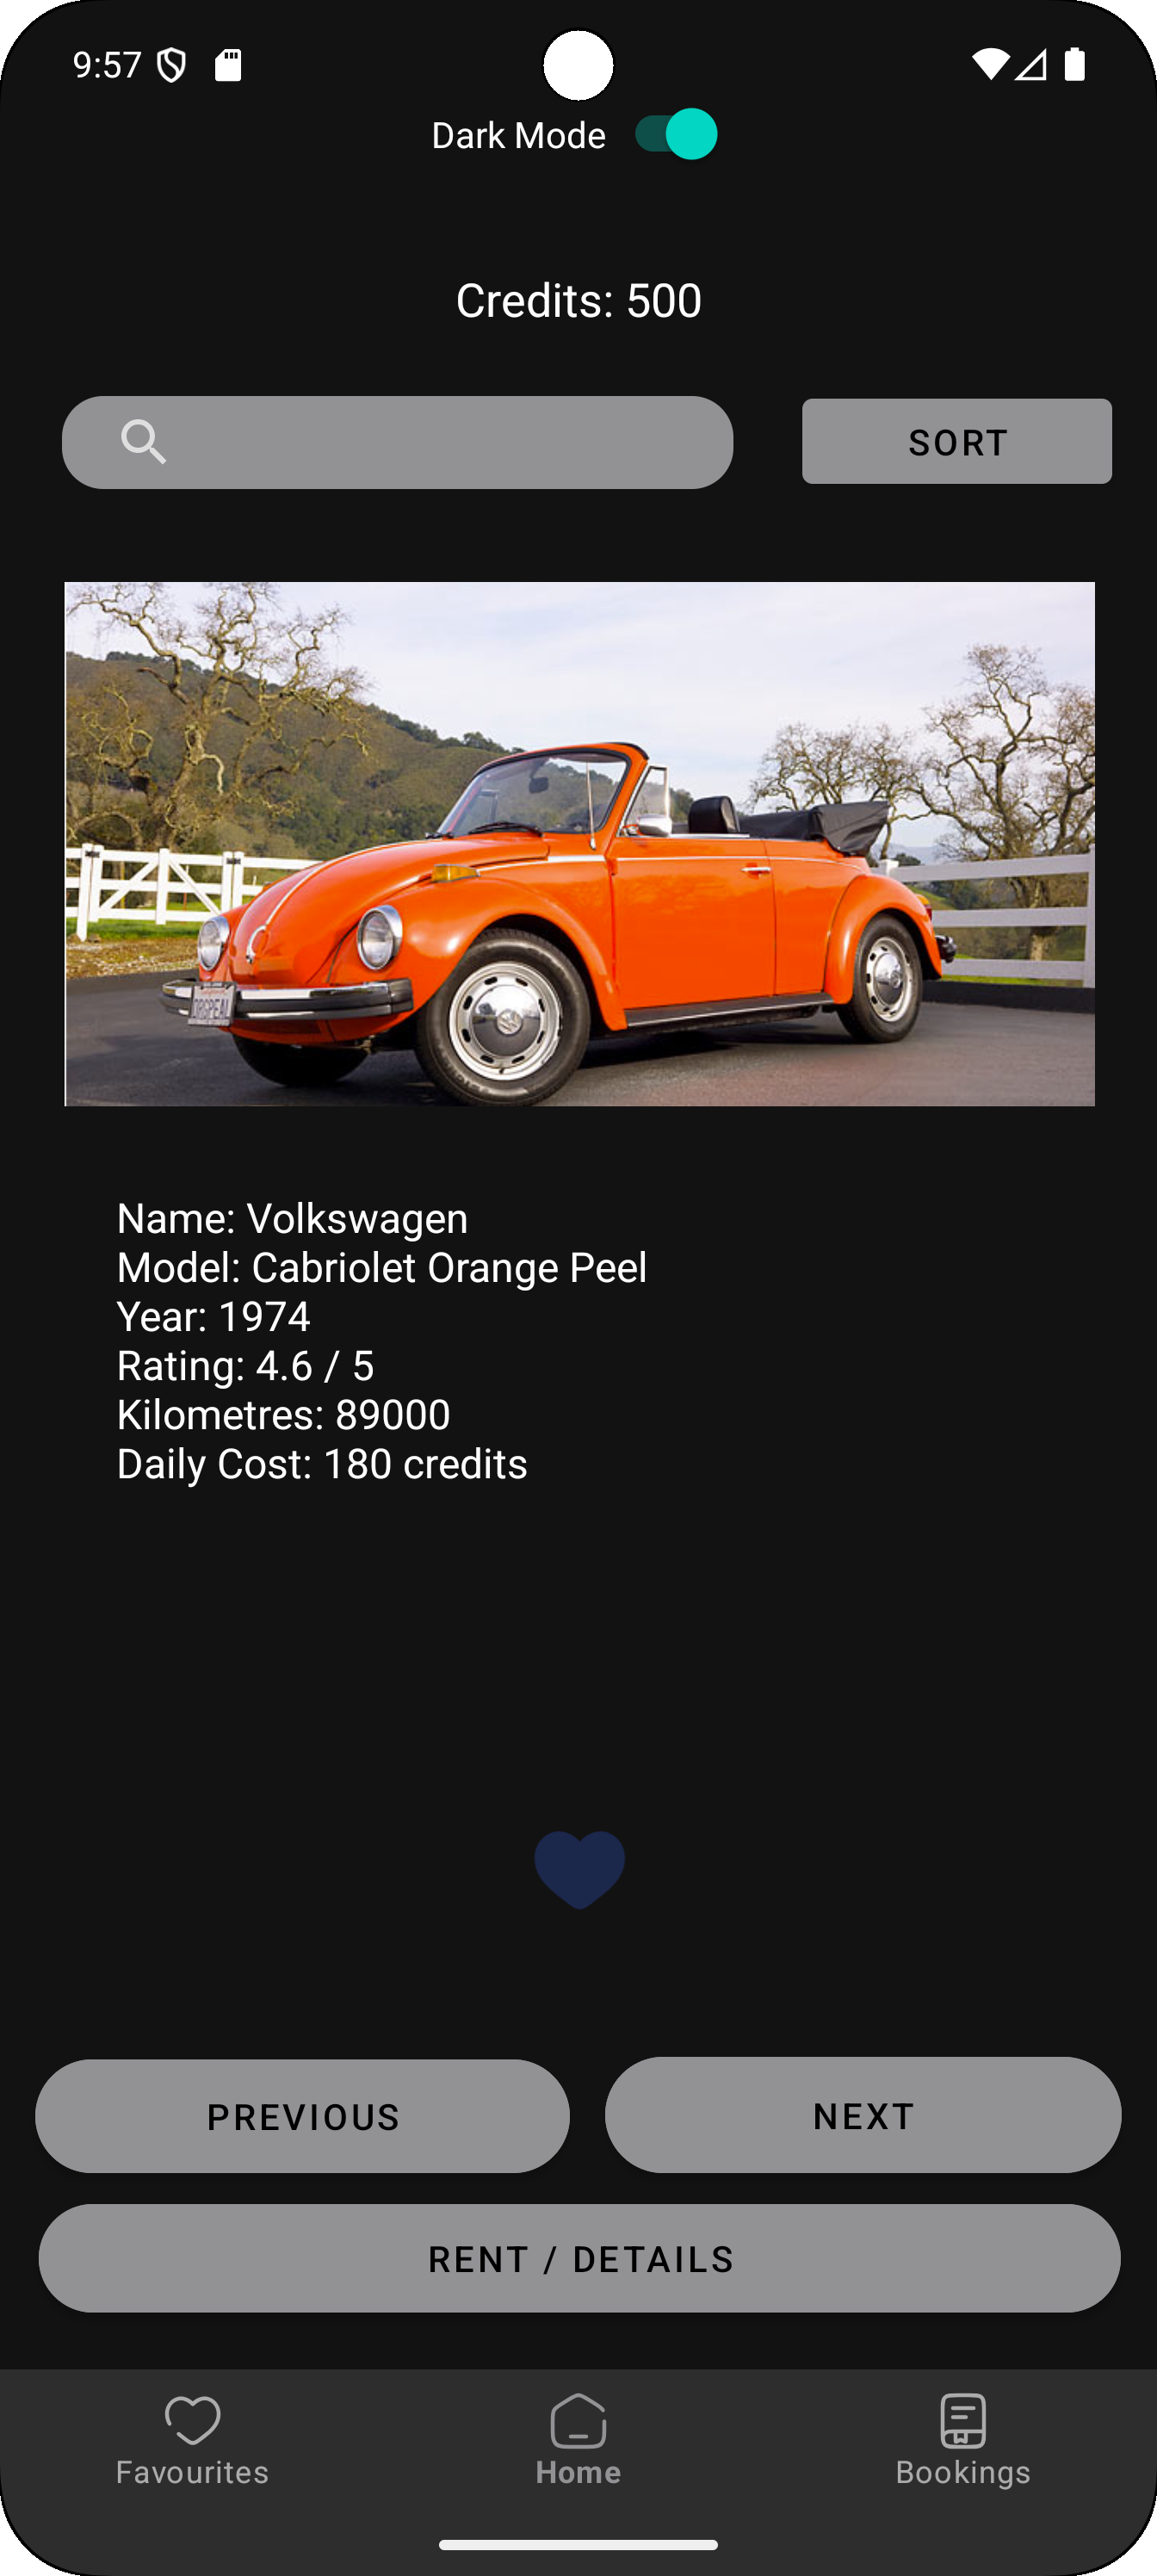 9:57
Dark Mode
Credits: 500
SORT
Name: Volkswagen
Model: Cabriolet Orange Peel
Year: 1974
Rating: 4.6 / 5
Kilometres: 89000
Daily Cost: 180 credits
PREVIOUS
NEXT
RENT / DETAILS
Favourites
Home
Bookings